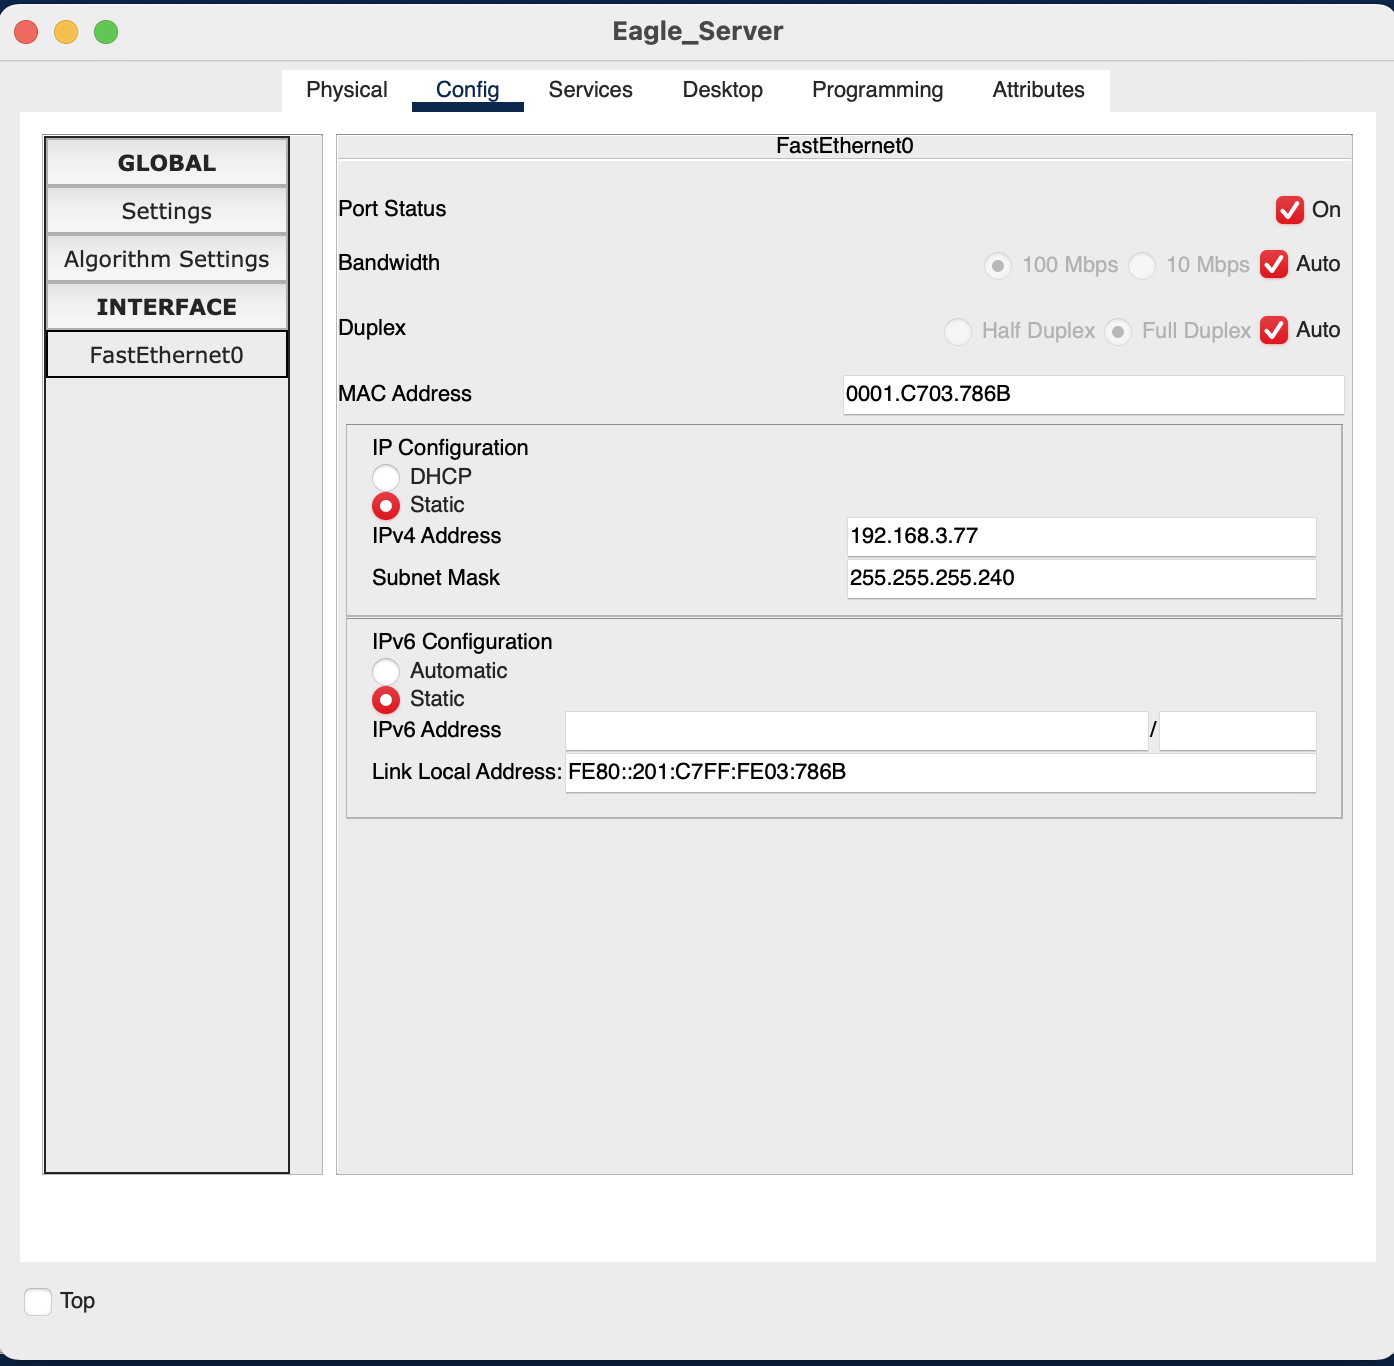 Eagle_Server
Physical Config Services Desktop Programming Attributes
GLOBAL
Settings
Algorithm Settings
INTERFACE
FastEthernet0
FastEthernet0
Port Status On
Bandwidth 100 Mbps 10 Mbps Auto
Duplex Half Duplex Full Duplex Auto
MAC Address 0001.C703.786B
IP Configuration
DHCP
Static
IPv4 Address 192.168.3.77
Subnet Mask 255.255.255.240
IPv6 Configuration
Automatic
Static
IPv6 Address /
Link Local Address: FE80::201:C7FF:FE03:786B
Top